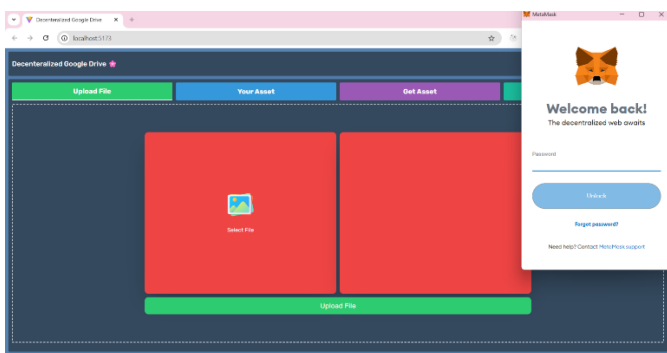 Decentralized Google Drive
MetaMask
localhost:5173
Decenteralized Google Drive
Upload File
Your Asset
Get Asset
Select File
Upload File
Welcome back!
The decentralized web awaits
Password
Unlock
Forgot password?
Need help? Contact MetaMask support